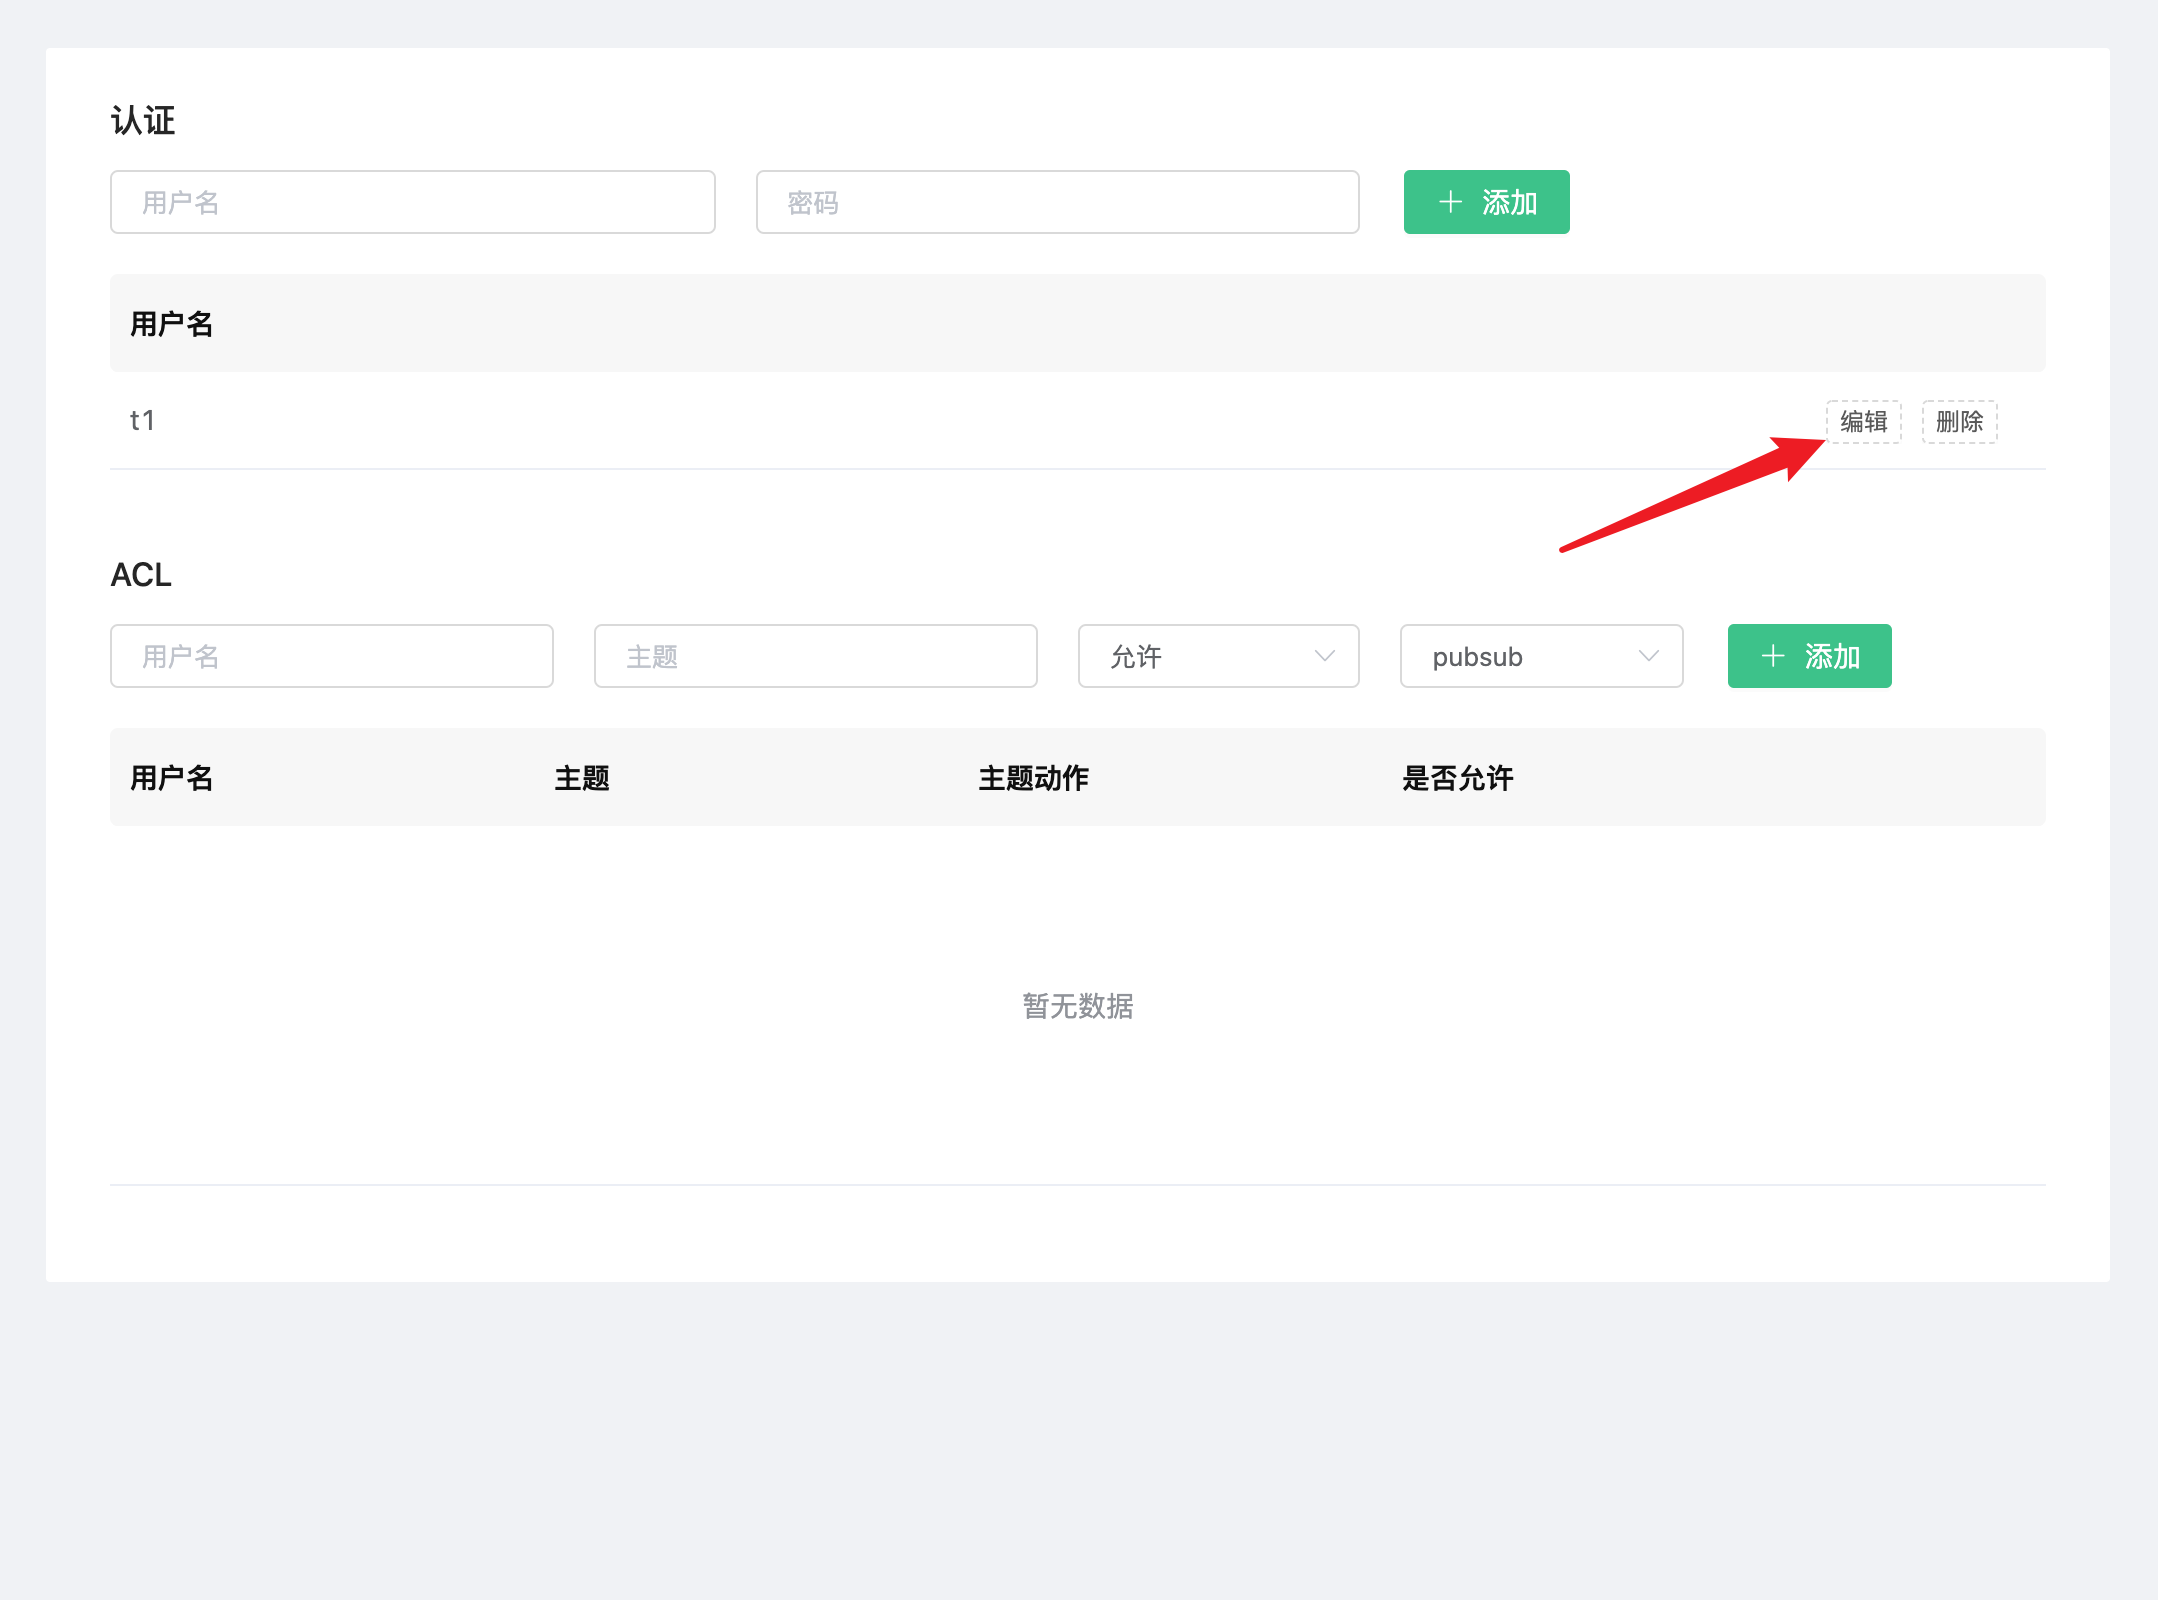 认证
用户名 密码 添加
用户名
t1 编辑 删除
ACL
用户名 主题 允许 pubsub 添加
用户名 主题 主题动作 是否允许
暂无数据